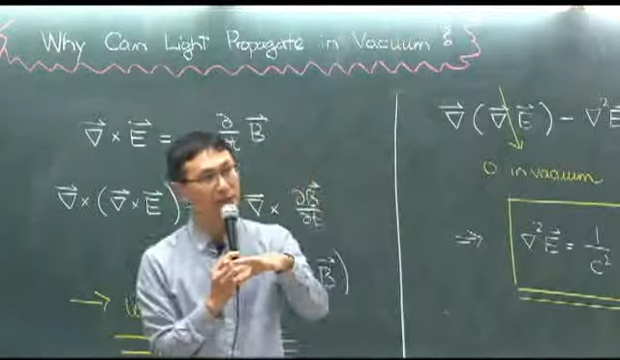 Why Can Light Propagate in Vacuum?
∇⃗ × E⃗ = ∂/∂t B⃗
∇⃗ × (∇⃗ × E⃗) ∇⃗ × ∂B⃗/∂t
B⃗)
→
∇⃗(∇⃗ E⃗) − ∇²E⃗
0 in vacuum
⇒ ∇²E⃗ = 1/c²